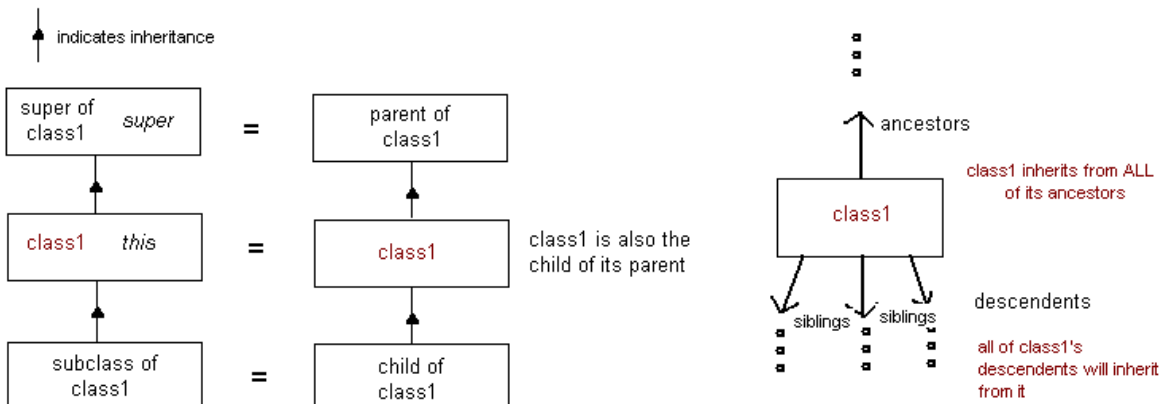 indicates inheritance
super of
class1 super
=
parent of
class1
class1 this
=
class1
class1 is also the
child of its parent
subclass of
class1
=
child of
class1
ancestors
class1 inherits from ALL
of its ancestors
class1
descendents
siblings siblings
all of class1's
descendents will inherit
from it